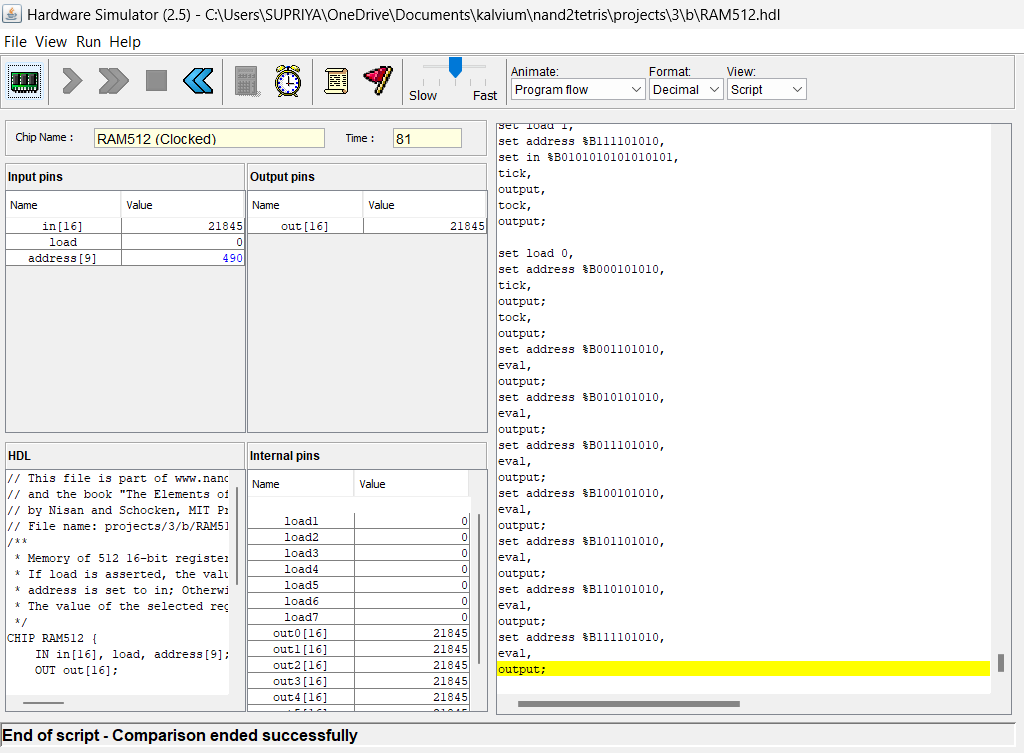 Hardware Simulator (2.5) - C:\Users\SUPRIYA\OneDrive\Documents\kalvium\nand2tetris\projects\3\b\RAM512.hdl
File View Run Help
Slow Fast
Animate: Format: View:
Program flow Decimal Script
Chip Name : RAM512 (Clocked) Time : 81
Input pins
Name Value
in[16] 21845
load 0
address[9] 490
Output pins
Name Value
out[16] 21845
HDL
// This file is part of www.nand
// and the book "The Elements of
// by Nisan and Schocken, MIT Pr
// File name: projects/3/b/RAM51
/**
* Memory of 512 16-bit register
* If load is asserted, the valu
* address is set to in; Otherwi
* The value of the selected reg
*/
CHIP RAM512 {
IN in[16], load, address[9];
OUT out[16];
Internal pins
Name Value
load1 0
load2 0
load3 0
load4 0
load5 0
load6 0
load7 0
out0[16] 21845
out1[16] 21845
out2[16] 21845
out3[16] 21845
out4[16] 21845
set load 1,
set address %B111101010,
set in %B0101010101010101,
tick,
output,
tock,
output;
set load 0,
set address %B000101010,
tick,
output;
tock,
output;
set address %B001101010,
eval,
output;
set address %B010101010,
eval,
output;
set address %B011101010,
eval,
output;
set address %B100101010,
eval,
output;
set address %B101101010,
eval,
output;
set address %B110101010,
eval,
output;
set address %B111101010,
eval,
output;
End of script - Comparison ended successfully